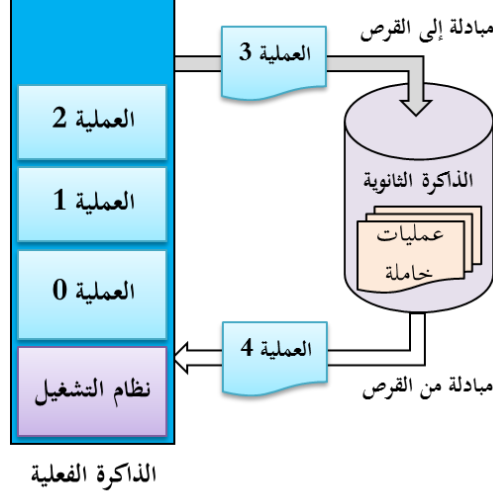 مبادلة إلى القرص
العملية 3
العملية 2
الذاكرة الثانوية
العملية 1
عمليات
خاملة
العملية 0
العملية 4
نظام التشغيل
مبادلة من القرص
الذاكرة الفعلية